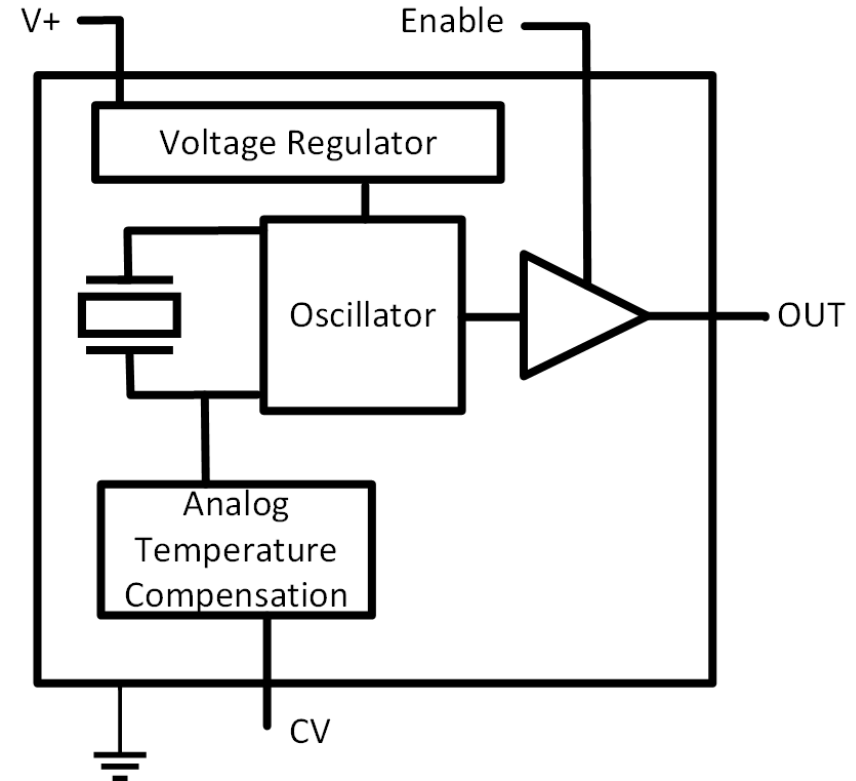 V+
Enable
Voltage Regulator
Oscillator
OUT
Analog
Temperature
Compensation
CV